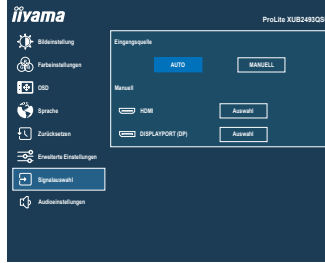 iiyama
ProLite XUB2493QS
Bildeinstellung
Eingangsquelle
Farbeinstellungen
AUTO
MANUELL
OSD
Manuell
Sprache
HDMI
Auswahl
Zurücksetzen
DISPLAYPORT (DP)
Auswahl
Erweiterte Einstellungen
Signalauswahl
Audioeinstellungen